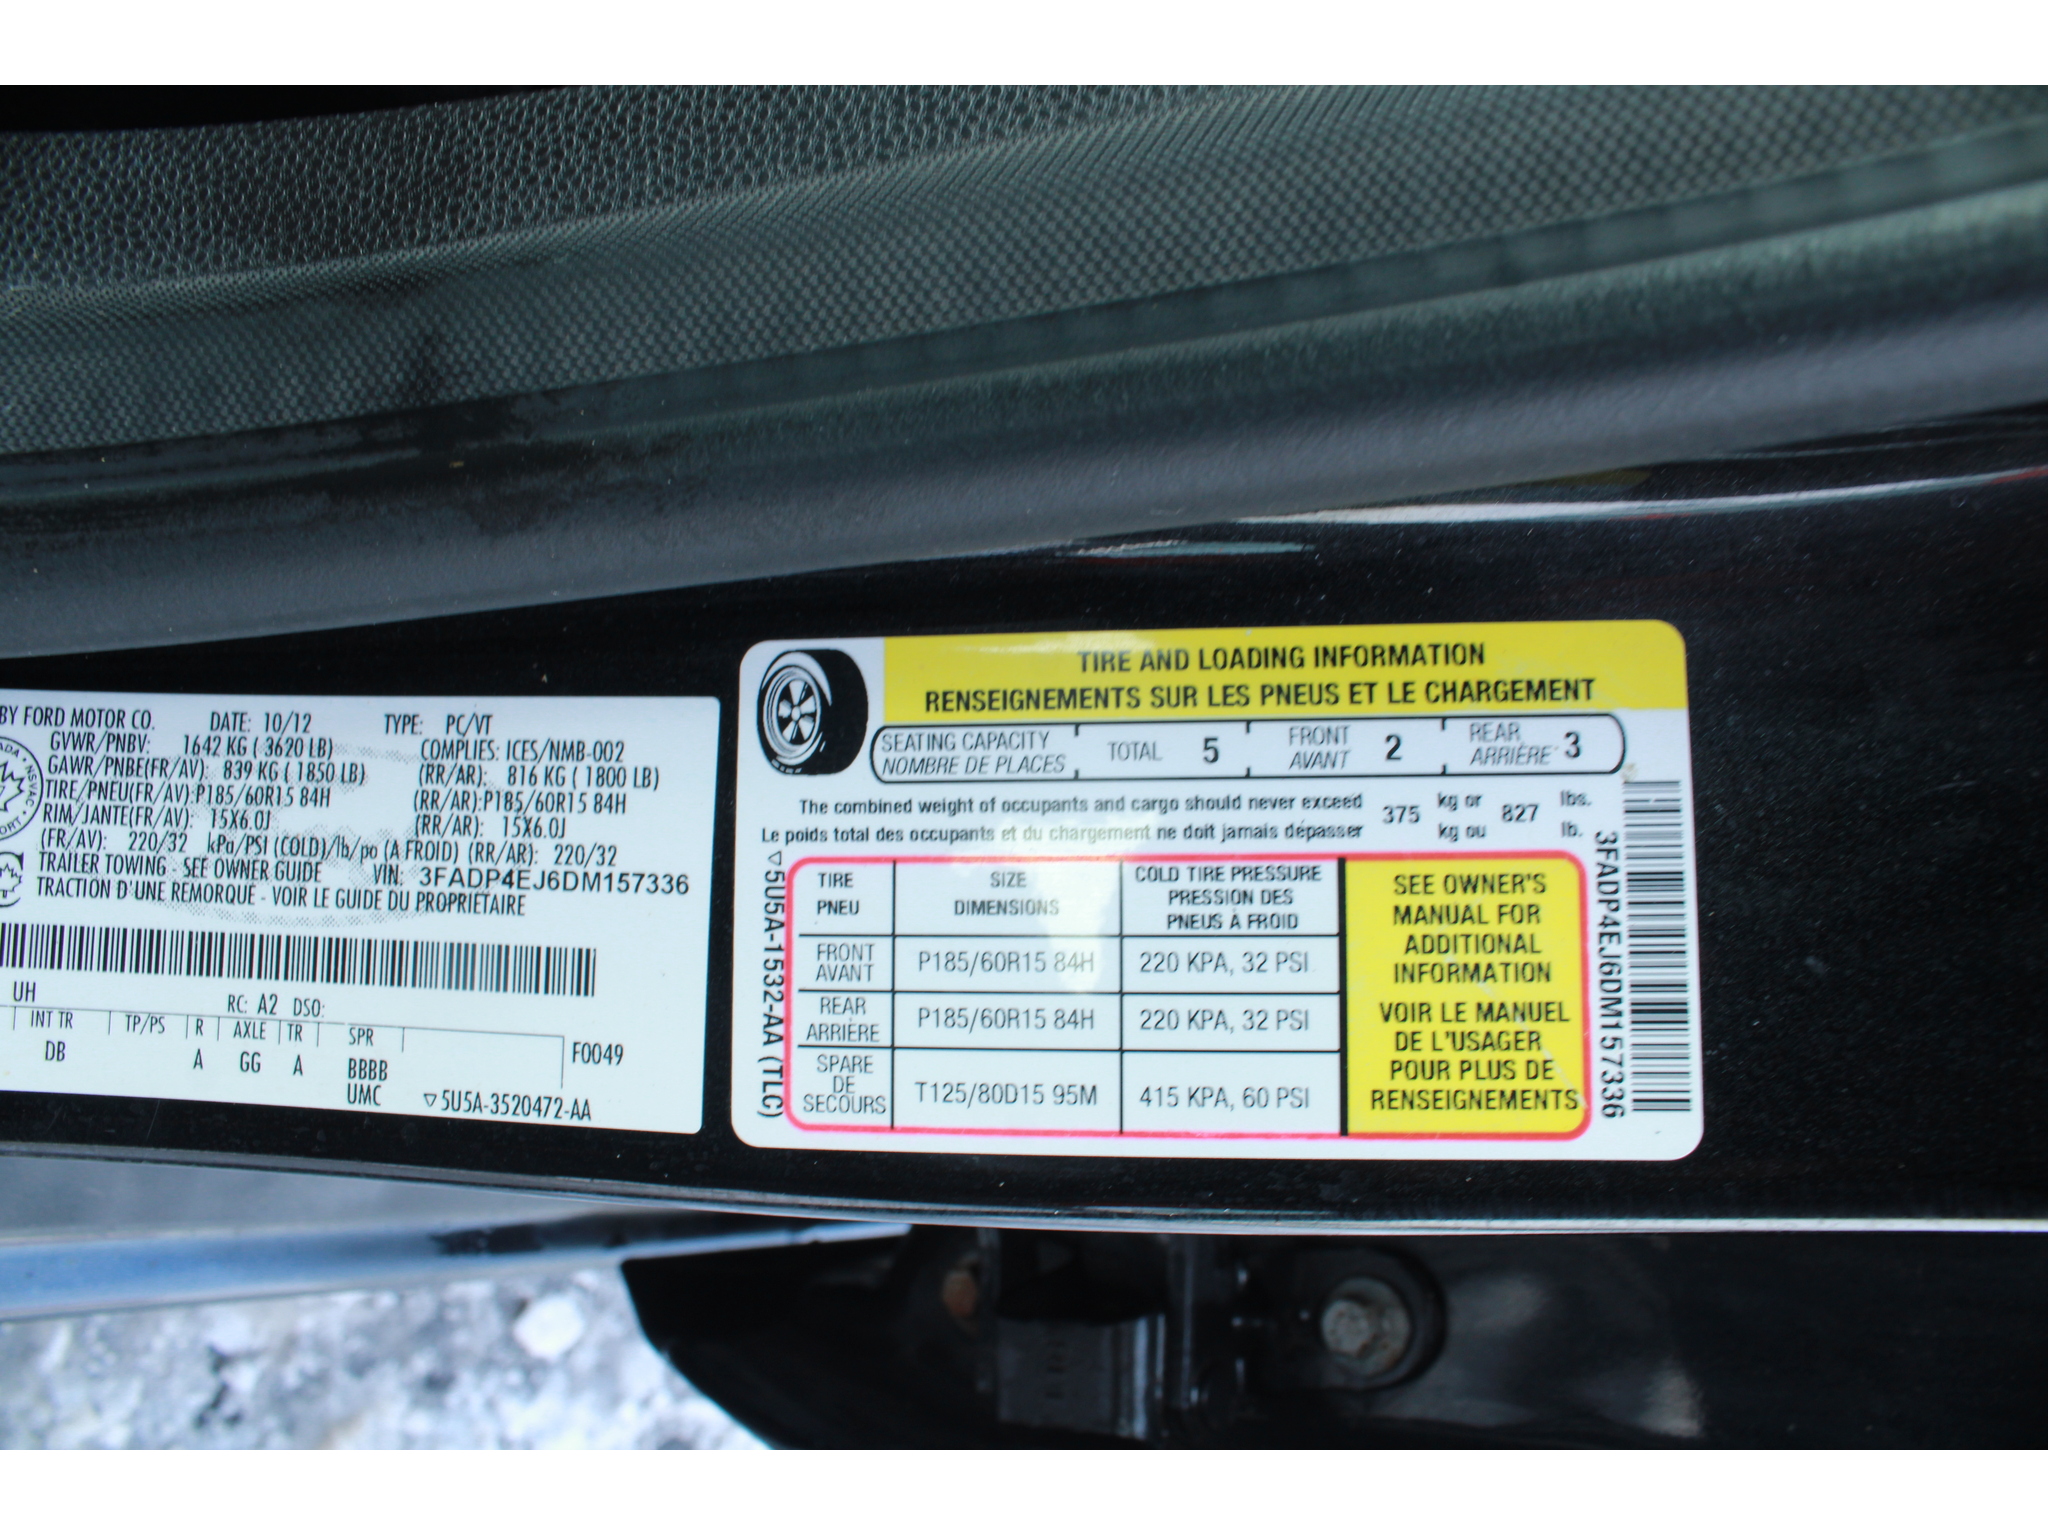 BY FORD MOTOR CO. DATE: 10/12 TYPE: PC/VT
GVWR/PNBV: 1642 KG ( 3620 LB) COMPLIES: ICES/NMB-002
GAWR/PNBE(FR/AV): 839 KG ( 1850 LB) (RR/AR): 816 KG ( 1800 LB)
TIRE/PNEU(FR/AV):P185/60R15 84H (RR/AR):P185/60R15 84H
RIM/JANTE(FR/AV): 15X6.0J (RR/AR): 15X6.0J
(FR/AV): 220/32 kPa/PSI (COLD)/lb/po (A FROID) (RR/AR): 220/32
TRAILER TOWING - SEE OWNER GUIDE VIN: 3FADP4EJ6DM157336
TRACTION D'UNE REMORQUE - VOIR LE GUIDE DU PROPRIÉTAIRE
UH
RC: A2 DSO:
INT TR TP/PS R AXLE TR SPR
DB A GG A BBBB
F0049
UMC ▽5U5A-3520472-AA
TIRE AND LOADING INFORMATION
RENSEIGNEMENTS SUR LES PNEUS ET LE CHARGEMENT
SEATING CAPACITY TOTAL 5 FRONT 2 REAR 3
NOMBRE DE PLACES AVANT ARRIÈRE
The combined weight of occupants and cargo should never exceed 375 kg or 827 lbs.
Le poids total des occupants et du chargement ne doit jamais dépasser kg ou lb.
▽5U5A-1532-AA (TLC)
TIRE SIZE COLD TIRE PRESSURE
PNEU DIMENSIONS PRESSION DES
PNEUS À FROID
FRONT
AVANT P185/60R15 84H 220 KPA, 32 PSI
REAR
ARRIÈRE P185/60R15 84H 220 KPA, 32 PSI
SPARE
DE
SECOURS T125/80D15 95M 415 KPA, 60 PSI
SEE OWNER'S
MANUAL FOR
ADDITIONAL
INFORMATION
VOIR LE MANUEL
DE L'USAGER
POUR PLUS DE
RENSEIGNEMENTS
3FADP4EJ6DM157336